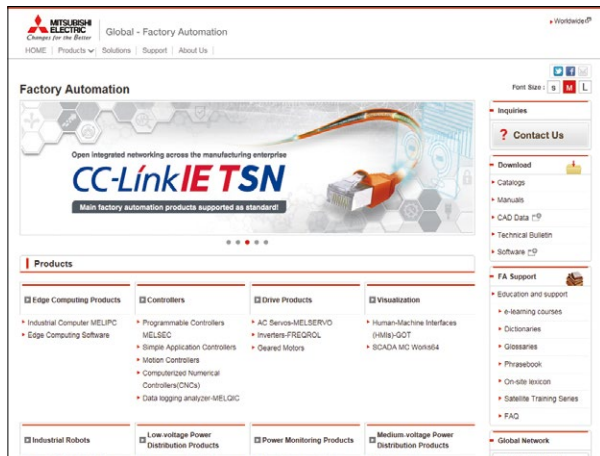 MITSUBISHI
ELECTRIC
Changes for the Better
Global - Factory Automation
Worldwide
HOME Products Solutions Support About Us
Factory Automation
Font Size : S M L
Open integrated networking across the manufacturing enterprise
CC-Link IE TSN
Main factory automation products supported as standard!
Products
Edge Computing Products
Industrial Computer MELIPC
Edge Computing Software
Controllers
Programmable Controllers
MELSEC
Simple Application Controllers
Motion Controllers
Computerized Numerical
Controllers(CNCs)
Data logging analyzer-MELQIC
Drive Products
AC Servos-MELSERVO
Inverters-FREQROL
Geared Motors
Visualization
Human-Machine Interfaces
(HMIs)-GOT
SCADA MC Works64
Industrial Robots
Low-voltage Power
Distribution Products
Power Monitoring Products
Medium-voltage Power
Distribution Products
Inquiries
? Contact Us
Download
Catalogs
Manuals
CAD Data
Technical Bulletin
Software
FA Support
Education and support
e-learning courses
Dictionaries
Glossaries
Phrasebook
On-site lexicon
Satellite Training Series
FAQ
Global Network